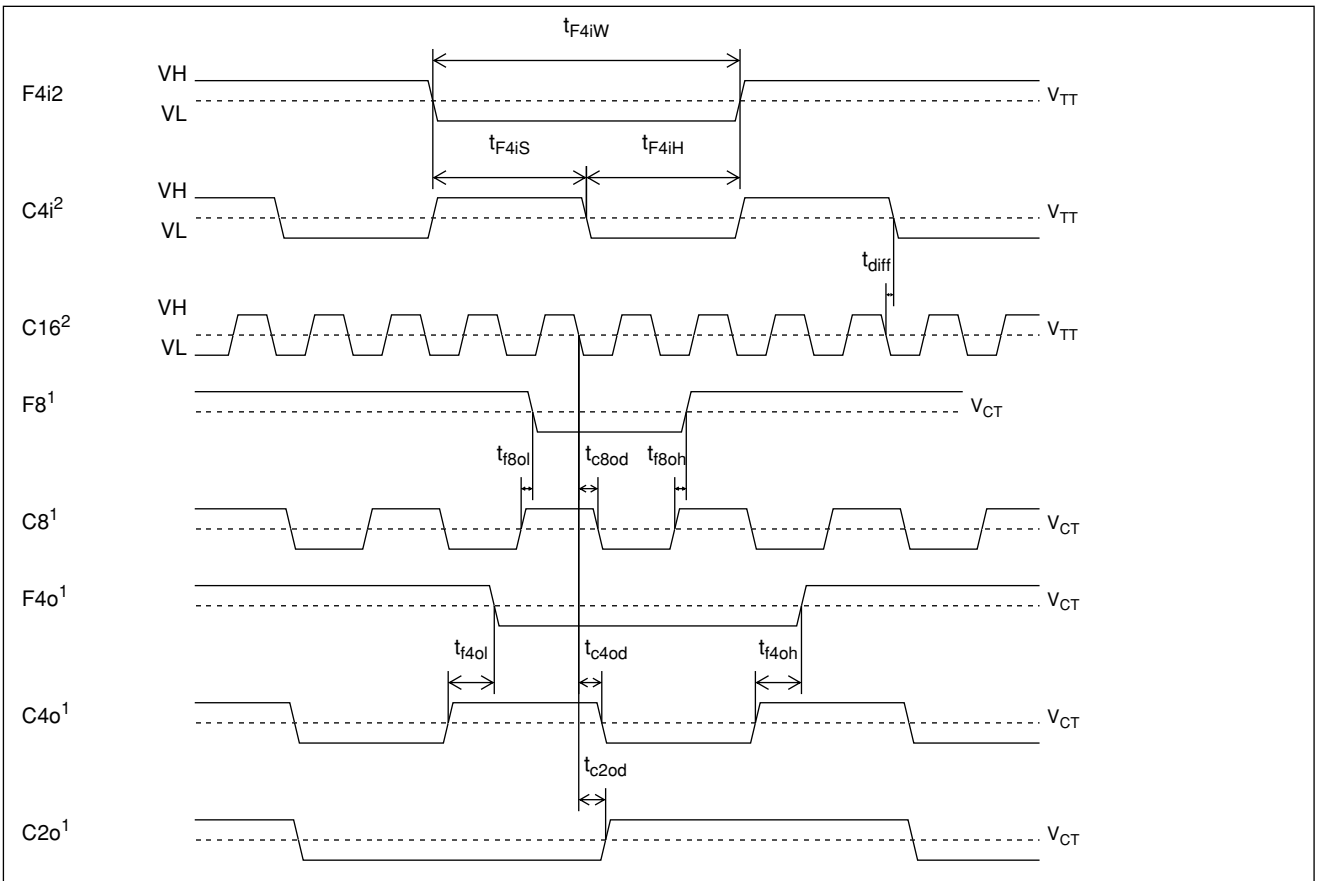 tF4iW
VH
F4i2
VTT
VL
tF4iS
tF4iH
VH
C4i²
VTT
VL
tdiff
VH
C16²
VTT
VL
F8¹
VCT
tf8ol
tc8od
tf8oh
C8¹
VCT
F4o¹
VCT
tf4ol
tc4od
tf4oh
C4o¹
VCT
tc2od
C2o¹
VCT